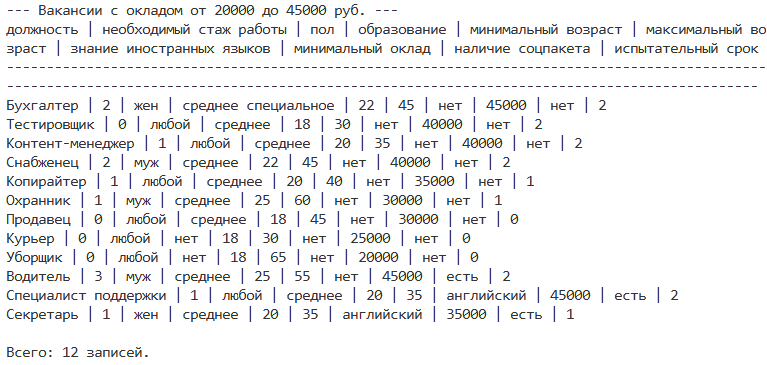 --- Вакансии с окладом от 20000 до 45000 руб. ---
должность | необходимый стаж работы | пол | образование | минимальный возраст | максимальный во
зраст | знание иностранных языков | минимальный оклад | наличие соцпакета | испытательный срок
-----------------------------------------------------------------------------------------------
----------------------------------------------------------------------------------------------
Бухгалтер | 2 | жен | среднее специальное | 22 | 45 | нет | 45000 | нет | 2
Тестировщик | 0 | любой | среднее | 18 | 30 | нет | 40000 | нет | 2
Контент-менеджер | 1 | любой | среднее | 20 | 35 | нет | 40000 | нет | 2
Снабженец | 2 | муж | среднее | 22 | 45 | нет | 40000 | нет | 2
Копирайтер | 1 | любой | среднее | 20 | 40 | нет | 35000 | нет | 1
Охранник | 1 | муж | среднее | 25 | 60 | нет | 30000 | нет | 1
Продавец | 0 | любой | среднее | 18 | 45 | нет | 30000 | нет | 0
Курьер | 0 | любой | нет | 18 | 30 | нет | 25000 | нет | 0
Уборщик | 0 | любой | нет | 18 | 65 | нет | 20000 | нет | 0
Водитель | 3 | муж | среднее | 25 | 55 | нет | 45000 | есть | 2
Специалист поддержки | 1 | любой | среднее | 20 | 35 | английский | 45000 | есть | 2
Секретарь | 1 | жен | среднее | 20 | 35 | английский | 35000 | есть | 1
Всего: 12 записей.